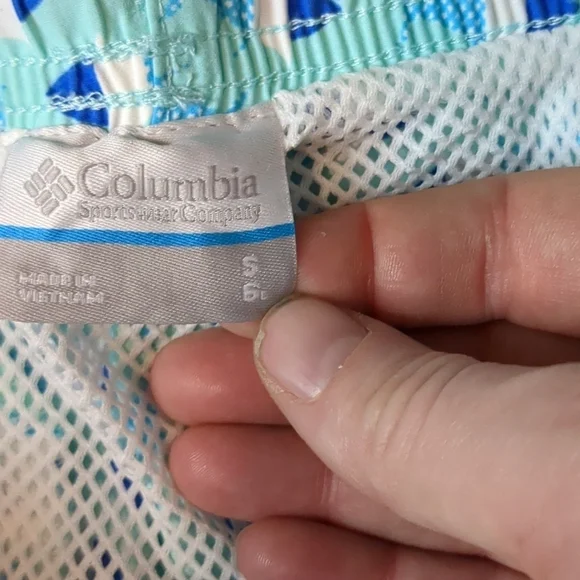 Columbia
Sportswear Company
MADE IN
VIETNAM
S
6"